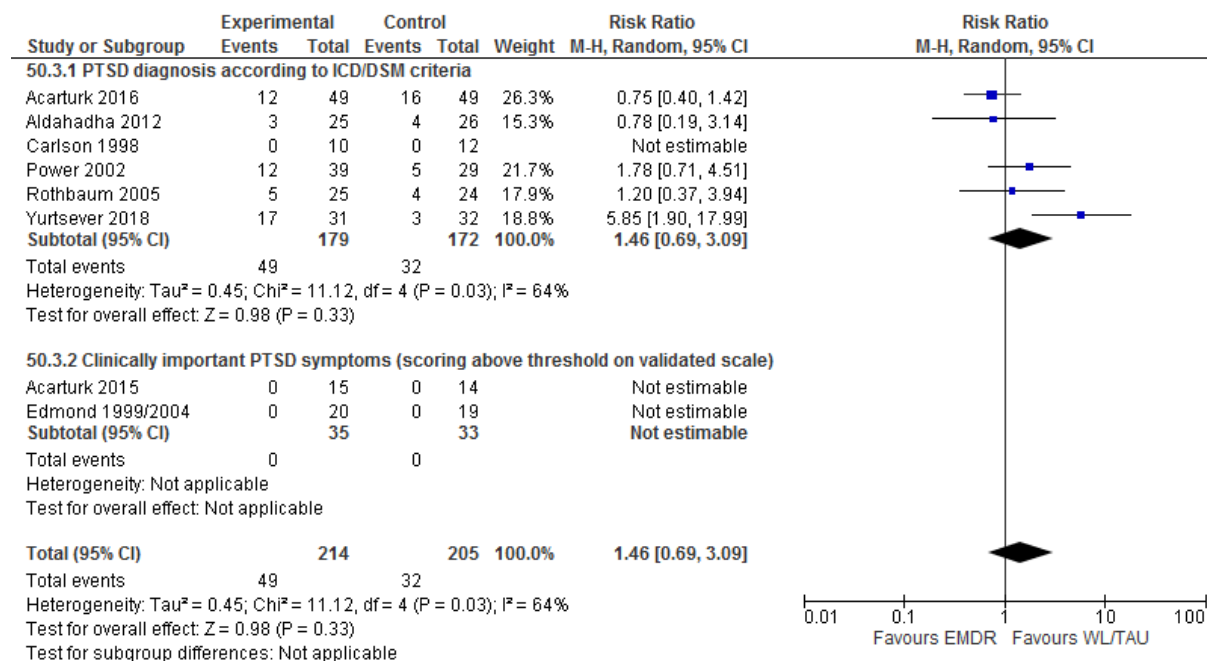 Experimental Control Risk Ratio Risk Ratio
Study or Subgroup Events Total Events Total Weight M-H, Random, 95% CI M-H, Random, 95% CI
50.3.1 PTSD diagnosis according to ICD/DSM criteria
Acarturk 2016 12 49 16 49 26.3% 0.75 [0.40, 1.42]
Aldahadha 2012 3 25 4 26 15.3% 0.78 [0.19, 3.14]
Carlson 1998 0 10 0 12 Not estimable
Power 2002 12 39 5 29 21.7% 1.78 [0.71, 4.51]
Rothbaum 2005 5 25 4 24 17.9% 1.20 [0.37, 3.94]
Yurtsever 2018 17 31 3 32 18.8% 5.85 [1.90, 17.99]
Subtotal (95% CI) 179 172 100.0% 1.46 [0.69, 3.09]
Total events 49 32
Heterogeneity: Tau² = 0.45; Chi² = 11.12, df = 4 (P = 0.03); I² = 64%
Test for overall effect: Z = 0.98 (P = 0.33)
50.3.2 Clinically important PTSD symptoms (scoring above threshold on validated scale)
Acarturk 2015 0 15 0 14 Not estimable
Edmond 1999/2004 0 20 0 19 Not estimable
Subtotal (95% CI) 35 33 Not estimable
Total events 0 0
Heterogeneity: Not applicable
Test for overall effect: Not applicable
Total (95% CI) 214 205 100.0% 1.46 [0.69, 3.09]
Total events 49 32
Heterogeneity: Tau² = 0.45; Chi² = 11.12, df = 4 (P = 0.03); I² = 64%
Test for overall effect: Z = 0.98 (P = 0.33)
Test for subgroup differences: Not applicable
0.01 0.1 1 10 100
Favours EMDR Favours WL/TAU